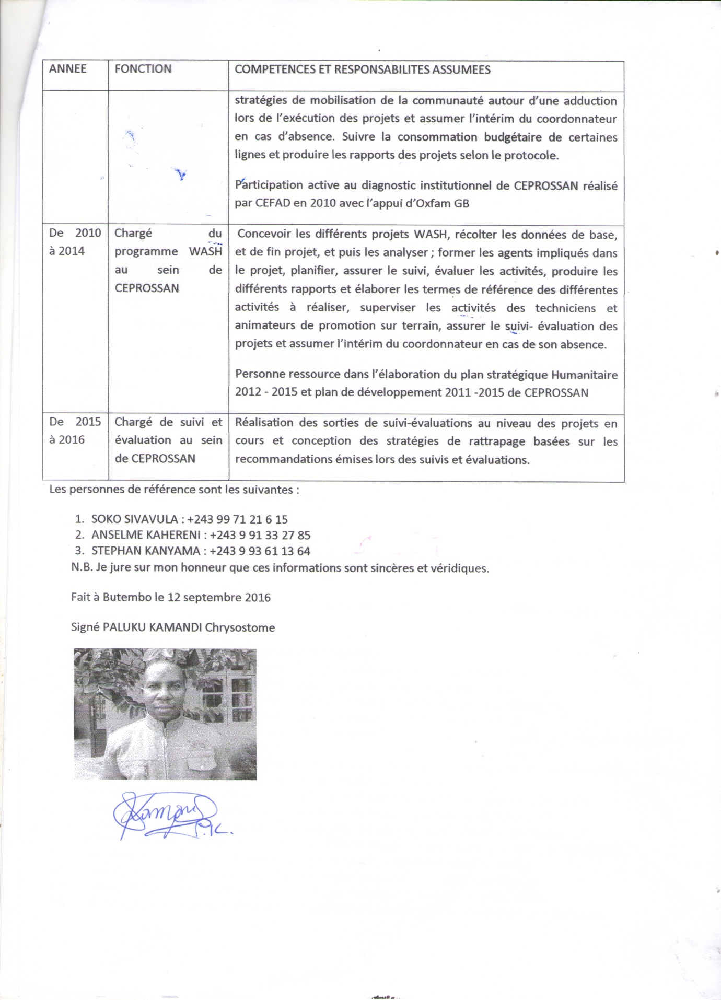 ANNEE FONCTION COMPETENCES ET RESPONSABILITES ASSUMEES
stratégies de mobilisation de la communauté autour d'une adduction
lors de l'exécution des projets et assumer l'intérim du coordonnateur
en cas d'absence. Suivre la consommation budgétaire de certaines
lignes et produire les rapports des projets selon le protocole.
Participation active au diagnostic institutionnel de CEPROSSAN réalisé
par CEFAD en 2010 avec l'appui d'Oxfam GB
De 2010
à 2014
Chargé du
programme WASH
au sein de
CEPROSSAN
Concevoir les différents projets WASH, récolter les données de base,
et de fin projet, et puis les analyser ; former les agents impliqués dans
le projet, planifier, assurer le suivi, évaluer les activités, produire les
différents rapports et élaborer les termes de référence des différentes
activités à réaliser, superviser les activités des techniciens et
animateurs de promotion sur terrain, assurer le suivi- évaluation des
projets et assumer l'intérim du coordonnateur en cas de son absence.
Personne ressource dans l'élaboration du plan stratégique Humanitaire
2012 - 2015 et plan de développement 2011 -2015 de CEPROSSAN
De 2015
à 2016
Chargé de suivi et
évaluation au sein
de CEPROSSAN
Réalisation des sorties de suivi-évaluations au niveau des projets en
cours et conception des stratégies de rattrapage basées sur les
recommandations émises lors des suivis et évaluations.
Les personnes de référence sont les suivantes :
1. SOKO SIVAVULA : +243 99 71 21 6 15
2. ANSELME KAHERENI : +243 9 91 33 27 85
3. STEPHAN KANYAMA : +243 9 93 61 13 64
N.B. Je jure sur mon honneur que ces informations sont sincères et véridiques.
Fait à Butembo le 12 septembre 2016
Signé PALUKU KAMANDI Chrysostome
P.K.